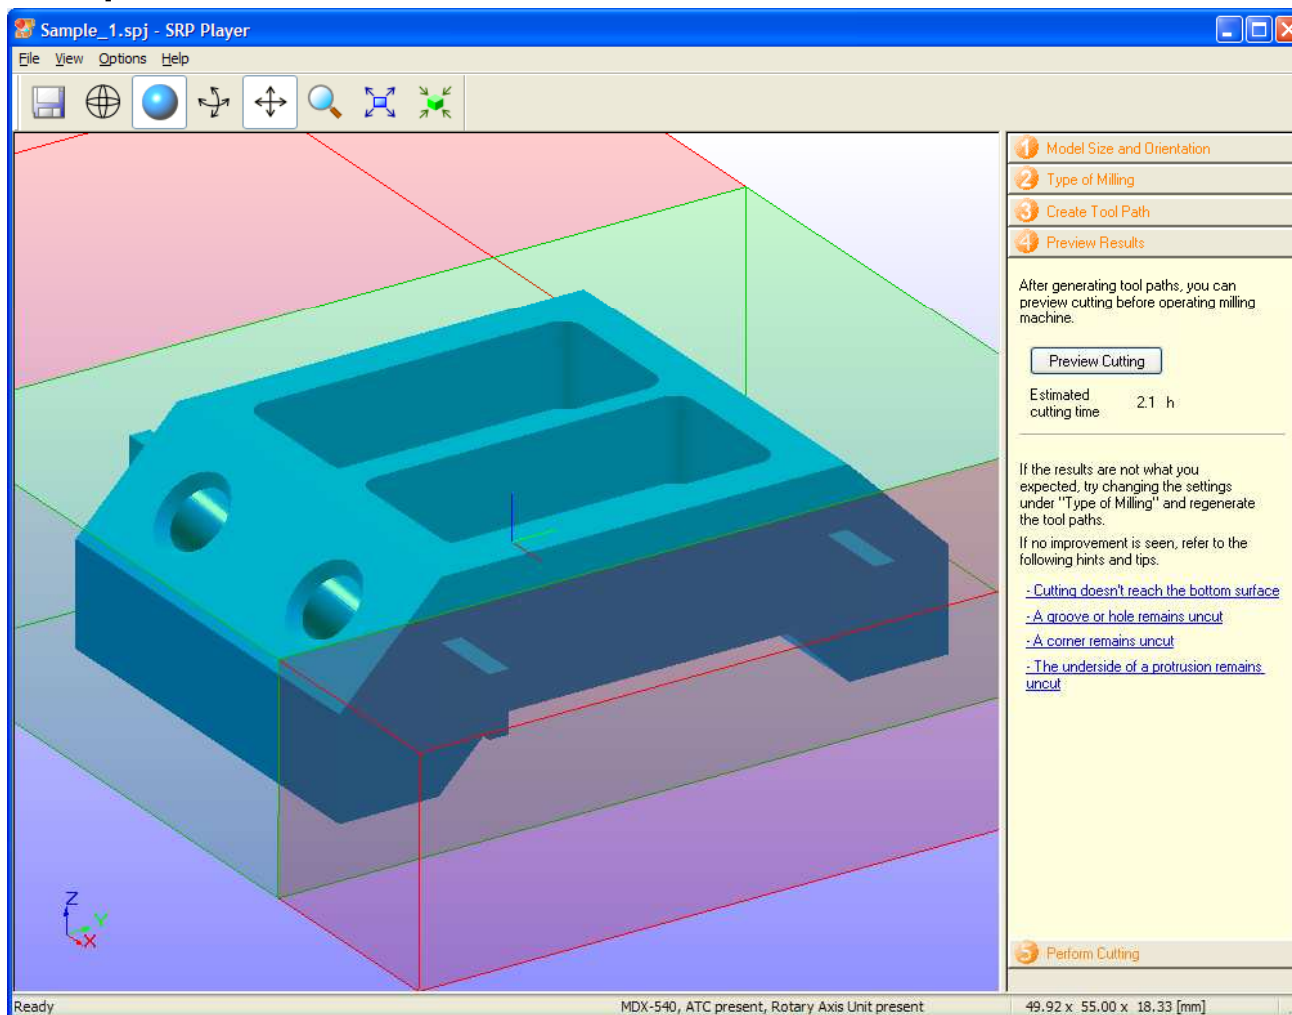 Sample_1.spj - SRP Player
File View Options Help
1 Model Size and Orientation
2 Type of Milling
3 Create Tool Path
4 Preview Results
After generating tool paths, you can
preview cutting before operating milling
machine.
Preview Cutting
Estimated
cutting time 2.1 h
If the results are not what you
expected, try changing the settings
under "Type of Milling" and regenerate
the tool paths.
If no improvement is seen, refer to the
following hints and tips.
- Cutting doesn't reach the bottom surface
- A groove or hole remains uncut
- A corner remains uncut
- The underside of a protrusion remains
uncut
Z
Y
X
5 Perform Cutting
Ready MDX-540, ATC present, Rotary Axis Unit present 49.92 x 55.00 x 18.33 [mm]